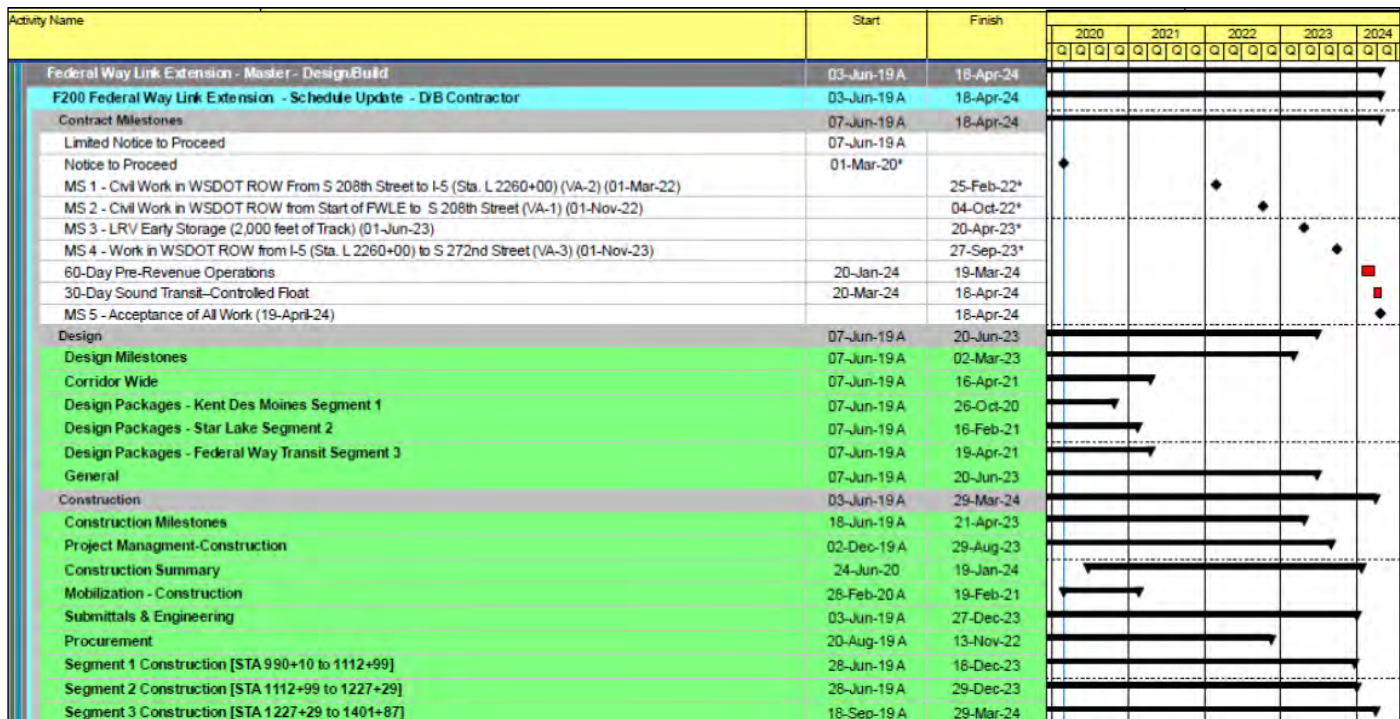 Activity Name Start Finish
2020 2021 2022 2023 2024
Q Q Q Q Q Q Q Q Q Q Q Q Q Q Q Q Q Q
Federal Way Link Extension - Master - Design/Build 03-Jun-19 A 18-Apr-24
F200 Federal Way Link Extension - Schedule Update - D/B Contractor 03-Jun-19 A 18-Apr-24
Contract Milestones 07-Jun-19 A 18-Apr-24
Limited Notice to Proceed 07-Jun-19 A
Notice to Proceed 01-Mar-20*
MS 1 - Civil Work in WSDOT ROW From S 208th Street to I-5 (Sta. L 2260+00) (VA-2) (01-Mar-22) 25-Feb-22*
MS 2 - Civil Work in WSDOT ROW from Start of FWLE to S 208th Street (VA-1) (01-Nov-22) 04-Oct-22*
MS 3 - LRV Early Storage (2,000 feet of Track) (01-Jun-23) 20-Apr-23*
MS 4 - Work in WSDOT ROW from I-5 (Sta. L 2260+00) to S 272nd Street (VA-3) (01-Nov-23) 27-Sep-23*
60-Day Pre-Revenue Operations 20-Jan-24 19-Mar-24
30-Day Sound Transit--Controlled Float 20-Mar-24 18-Apr-24
MS 5 - Acceptance of All Work (19-April-24) 18-Apr-24
Design 07-Jun-19 A 20-Jun-23
Design Milestones 07-Jun-19 A 02-Mar-23
Corridor Wide 07-Jun-19 A 16-Apr-21
Design Packages - Kent Des Moines Segment 1 07-Jun-19 A 26-Oct-20
Design Packages - Star Lake Segment 2 07-Jun-19 A 16-Feb-21
Design Packages - Federal Way Transit Segment 3 07-Jun-19 A 19-Apr-21
General 07-Jun-19 A 20-Jun-23
Construction 03-Jun-19 A 29-Mar-24
Construction Milestones 18-Jun-19 A 21-Apr-23
Project Managment-Construction 02-Dec-19 A 29-Aug-23
Construction Summary 24-Jun-20 19-Jan-24
Mobilization - Construction 28-Feb-20 A 19-Feb-21
Submittals & Engineering 03-Jun-19 A 27-Dec-23
Procurement 20-Aug-19 A 13-Nov-22
Segment 1 Construction [STA 990+10 to 1112+99] 28-Jun-19 A 18-Dec-23
Segment 2 Construction [STA 1112+99 to 1227+29] 28-Jun-19 A 29-Dec-23
Segment 3 Construction [STA 1227+29 to 1401+87] 18-Sep-19 A 29-Mar-24